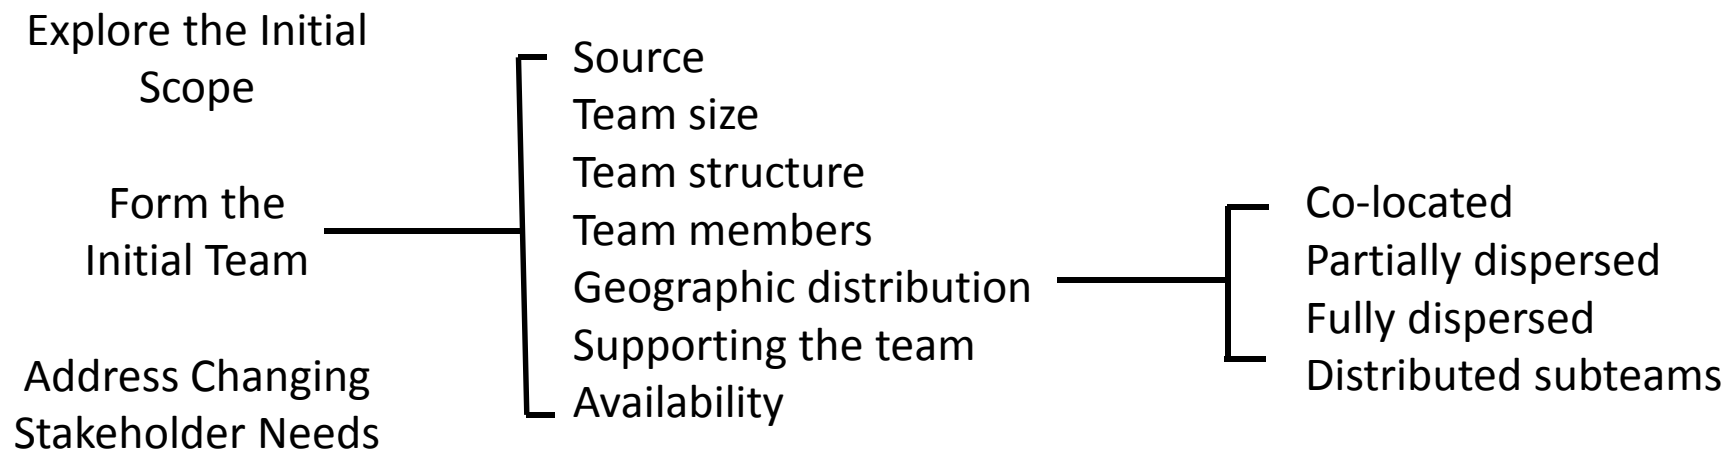 Explore the Initial
Scope
Form the
Initial Team
Address Changing
Stakeholder Needs
Source
Team size
Team structure
Team members
Geographic distribution
Supporting the team
Availability
Co-located
Partially dispersed
Fully dispersed
Distributed subteams